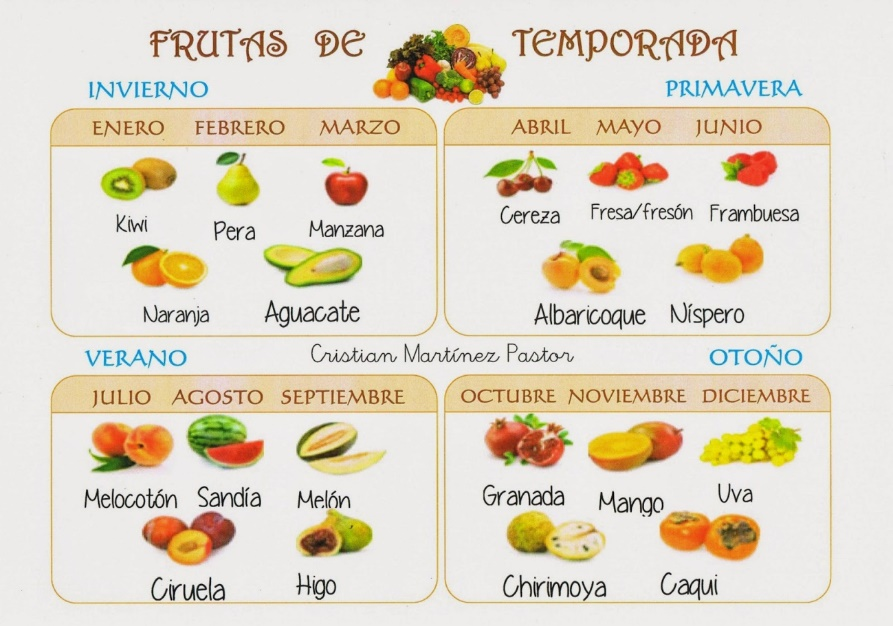 FRUTAS DE TEMPORADA
INVIERNO
ENERO FEBRERO MARZO
Kiwi Pera Manzana
Naranja Aguacate
PRIMAVERA
ABRIL MAYO JUNIO
Cereza Fresa/fresón Frambuesa
Albaricoque Níspero
Cristian Martínez Pastor
VERANO
JULIO AGOSTO SEPTIEMBRE
Melocotón Sandía Melón
Ciruela Higo
OTOÑO
OCTUBRE NOVIEMBRE DICIEMBRE
Granada Mango Uva
Chirimoya Caqui